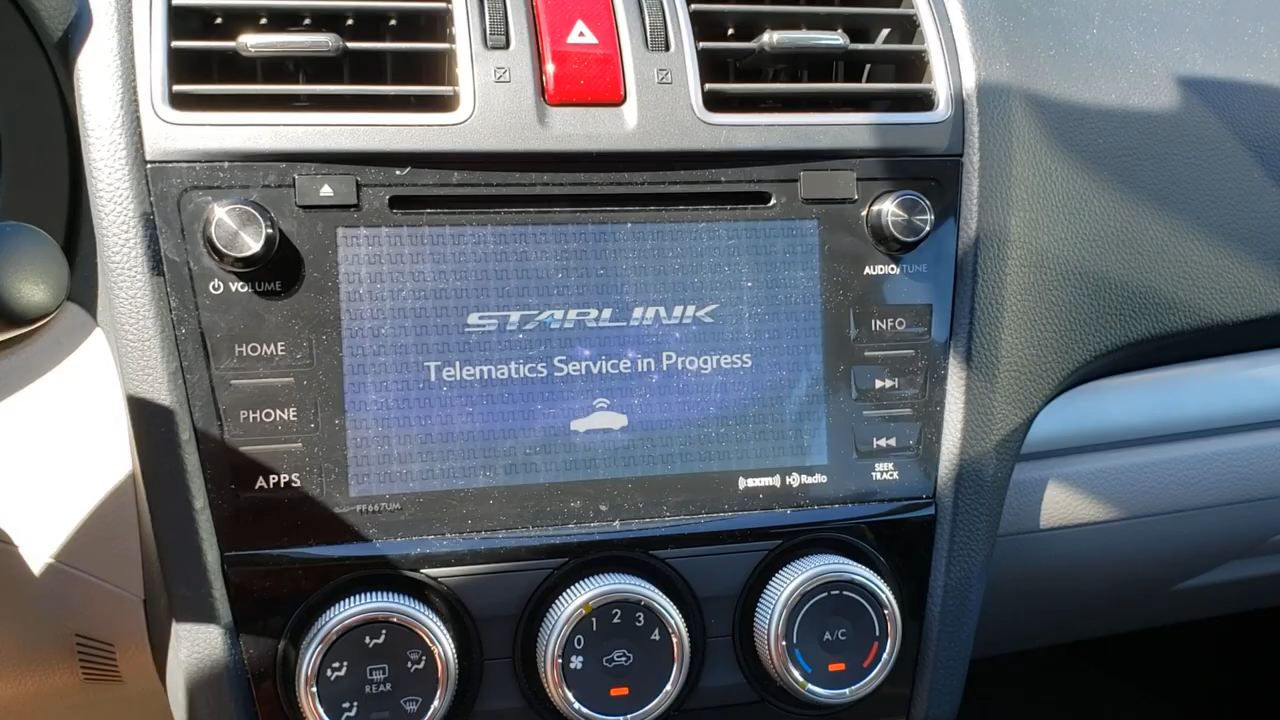 VOLUME
AUDIO/TUNE
STARLINK
INFO
HOME
Telematics Service in Progress
PHONE
APPS
SEEK
TRACK
(((sxm))) HD Radio
FF667UM
0 1 2 3 4
A/C
REAR